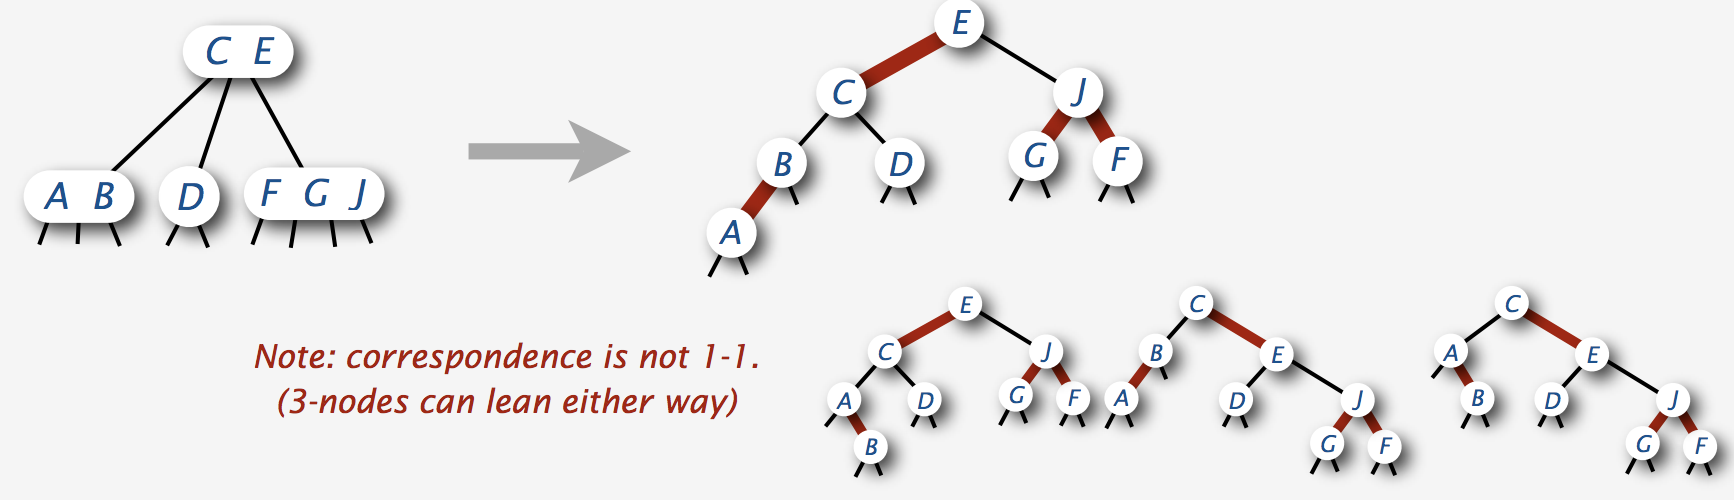 C E
A B
D
F G J
E
C
J
B
D
G
F
A
Note: correspondence is not 1-1.
(3-nodes can lean either way)
E
C
J
A
D
G
F
B
C
B
E
A
D
J
G
F
C
A
E
B
D
J
G
F